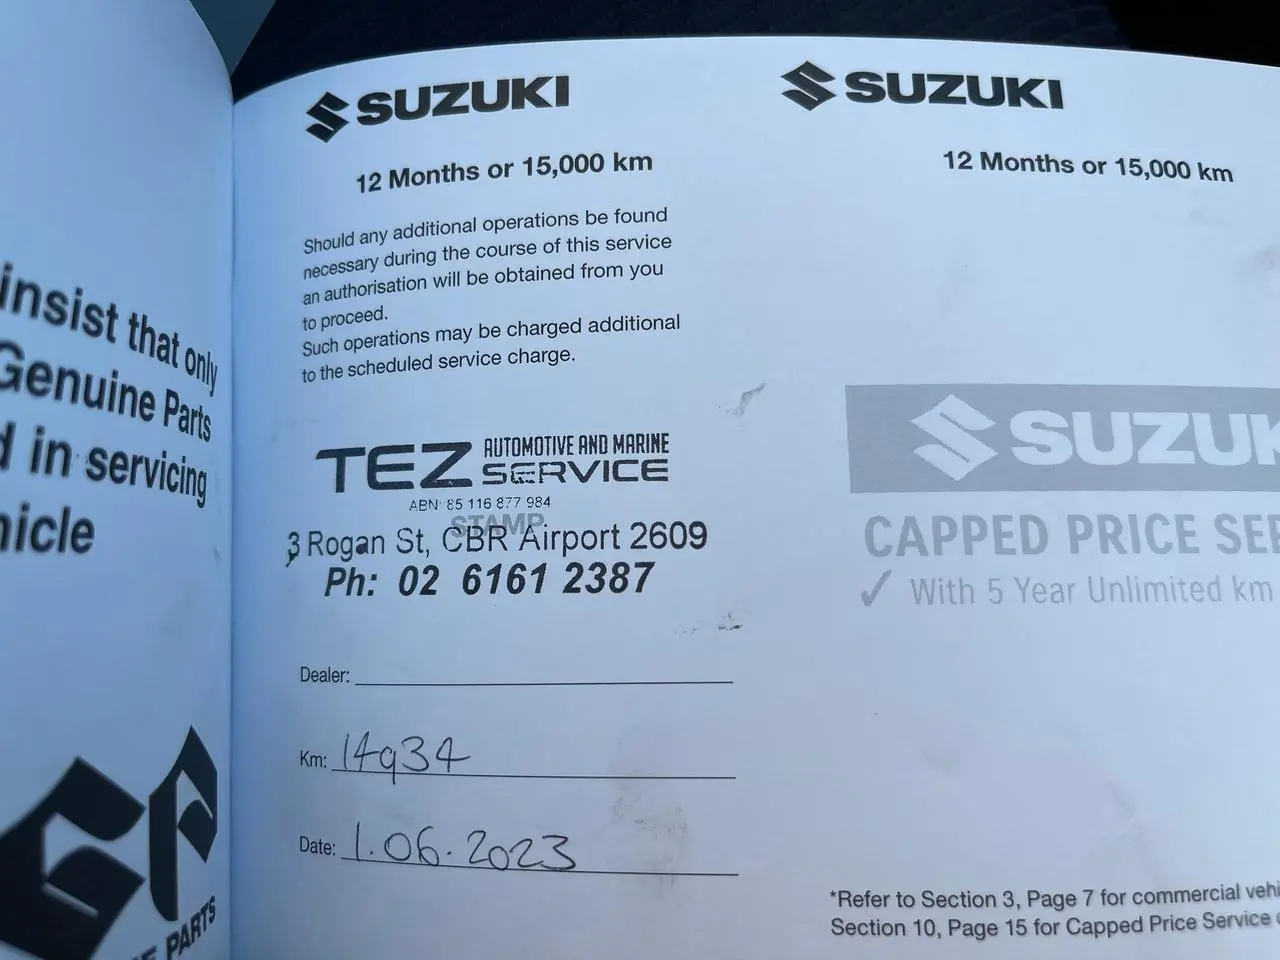 insist that only
Genuine Parts
in servicing
SUZUKI
12 Months or 15,000 km
Should any additional operations be found
necessary during the course of this service
an authorisation will be obtained from you
to proceed.
Such operations may be charged additional
to the scheduled service charge.
TEZ AUTOMOTIVE AND MARINE
SERVICE
ABN: 85 116 877 984
STAMP
3 Rogan St, CBR Airport 2609
Ph: 02 6161 2387
Dealer:
Km: 14934
Date: 1.06.2023
GP
PARTS
SUZUKI
12 Months or 15,000 km
SUZUK
CAPPED PRICE SE
✓ With 5 Year Unlimited km
*Refer to Section 3, Page 7 for commercial vehi
Section 10, Page 15 for Capped Price Service